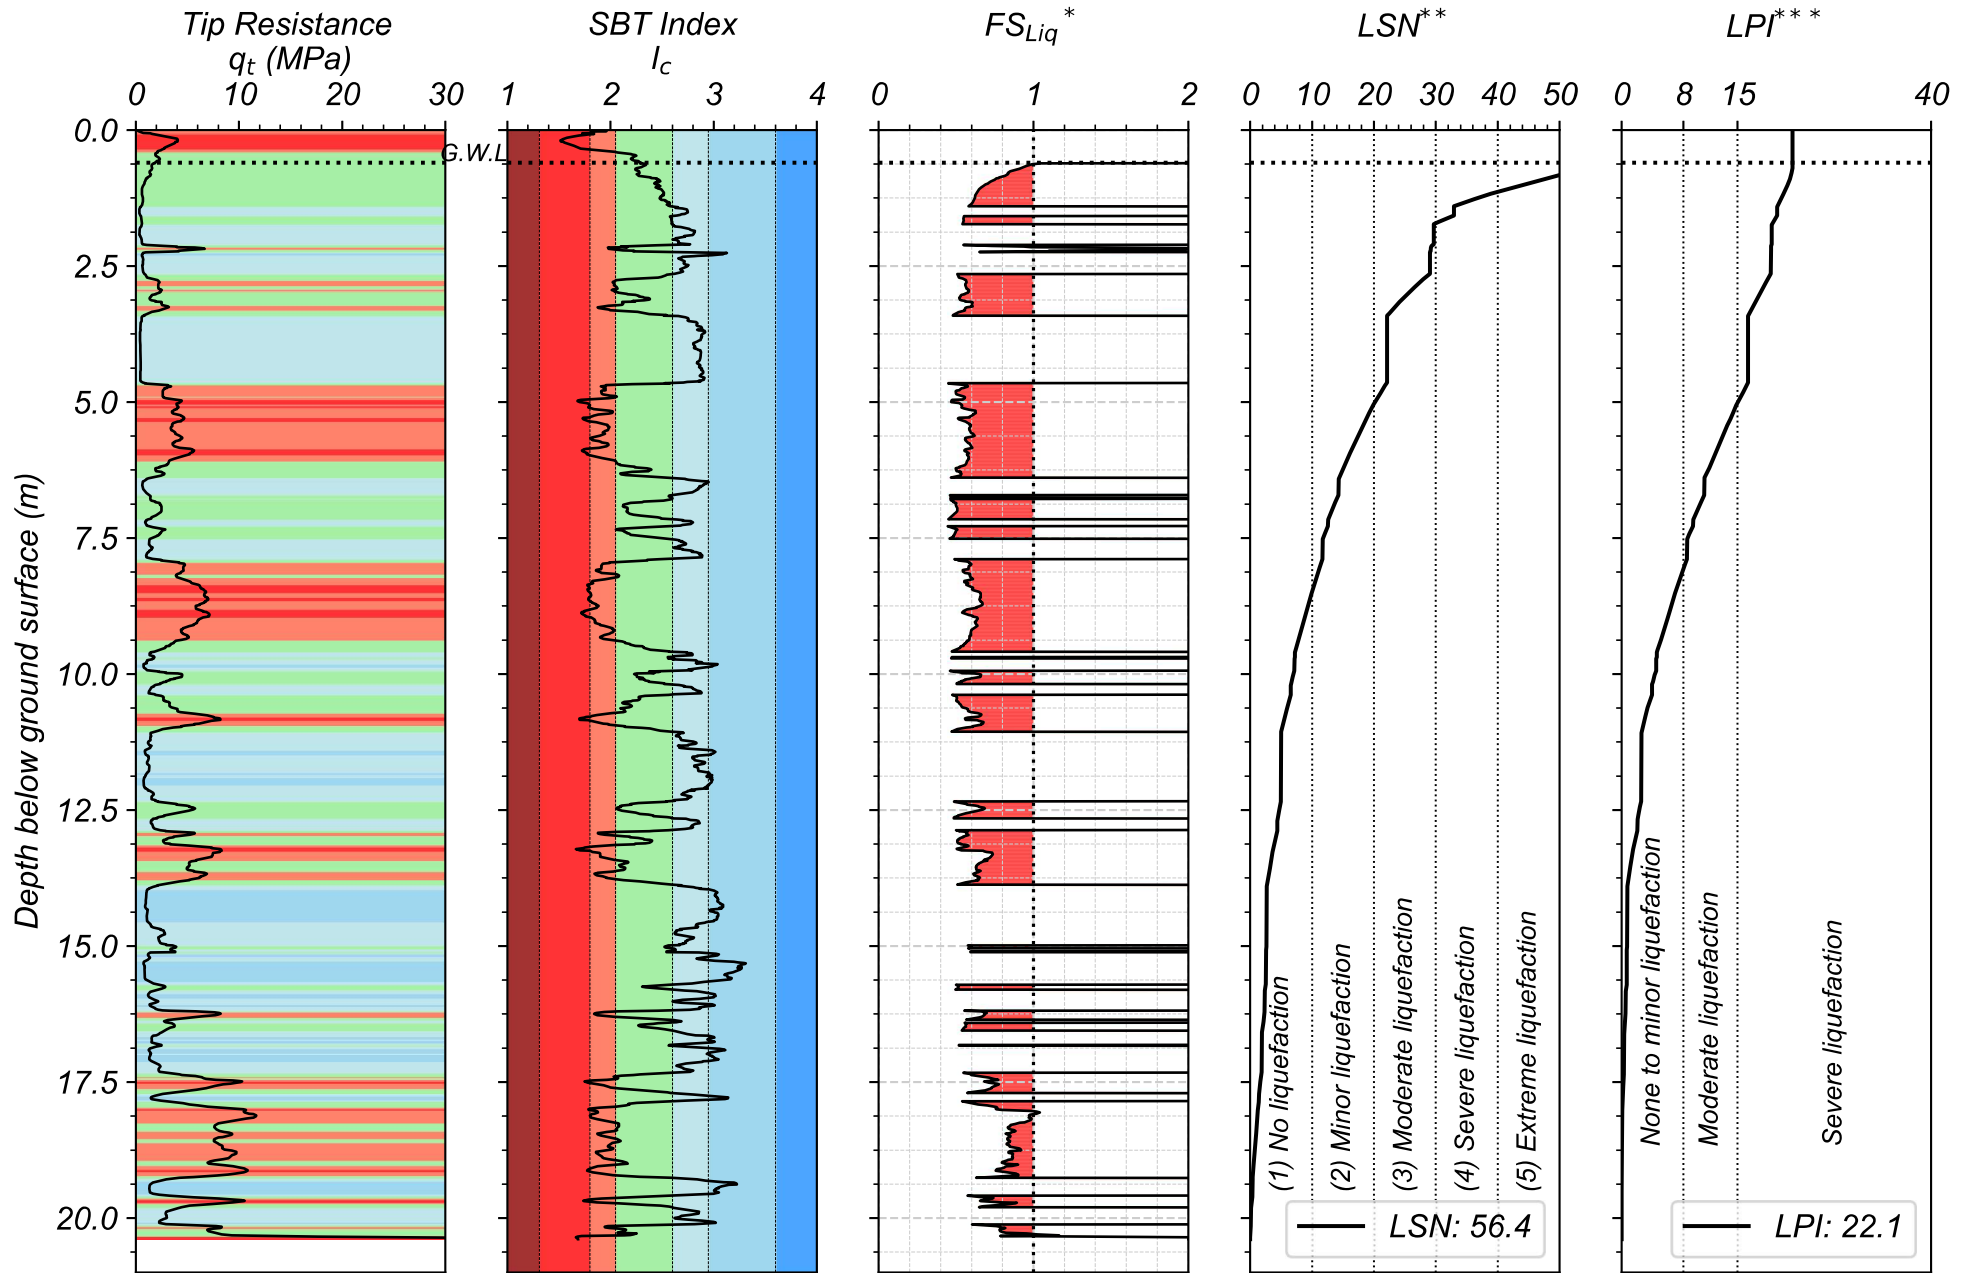 Tip Resistance
q_t (MPa)
0 10 20 30
SBT Index
I_c
1 2 3 4
FS_Liq *
0 1 2
LSN**
0 10 20 30 40 50
LPI***
0 8 15 40
Depth below ground surface (m)
0.0
2.5
5.0
7.5
10.0
12.5
15.0
17.5
20.0
G.W.L
(1) No liquefaction
(2) Minor liquefaction
(3) Moderate liquefaction
(4) Severe liquefaction
(5) Extreme liquefaction
LSN: 56.4
None to minor liquefaction
Moderate liquefaction
Severe liquefaction
LPI: 22.1